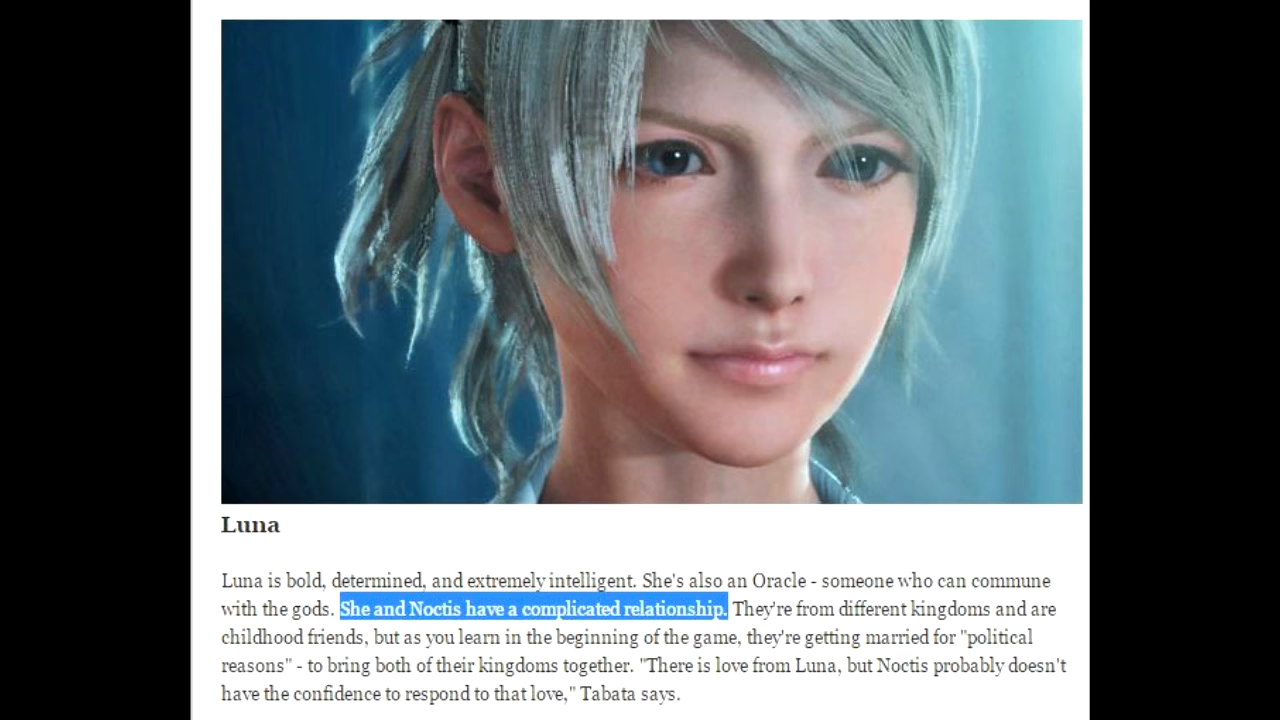 Luna
Luna is bold, determined, and extremely intelligent. She's also an Oracle - someone who can commune
with the gods. She and Noctis have a complicated relationship. They're from different kingdoms and are
childhood friends, but as you learn in the beginning of the game, they're getting married for "political
reasons" - to bring both of their kingdoms together. "There is love from Luna, but Noctis probably doesn't
have the confidence to respond to that love," Tabata says.